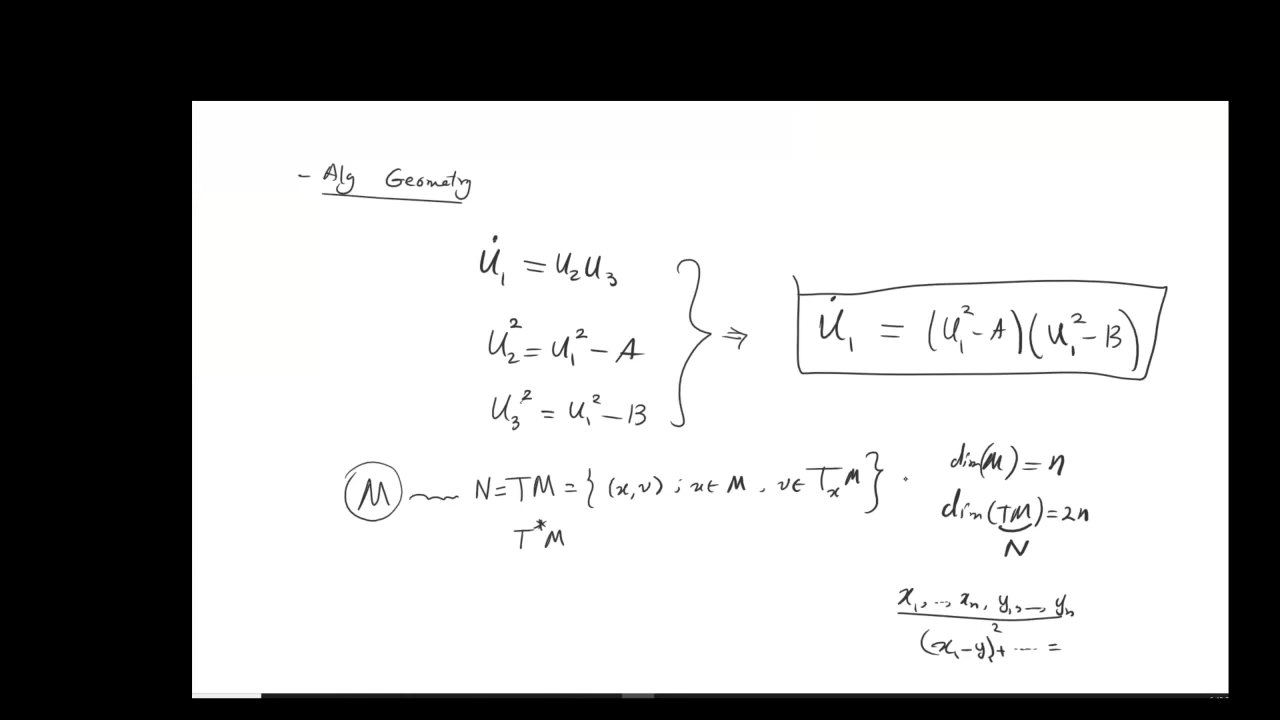 - Alg Geometry
u̇₁ = u₂u₃
u₂² = u₁² - A
u₃² = u₁² - B
} ⇒ u̇₁ = (u₁² - A)(u₁² - B)
M ~ N = TM = { (x,v) ; x ∈ M , v ∈ TₓM } .
T*M
dim(M) = n
dim(TM) = 2n
N
x₁, ... xₙ, y₁, ... yₙ
(x₁-y₁)² + .... =